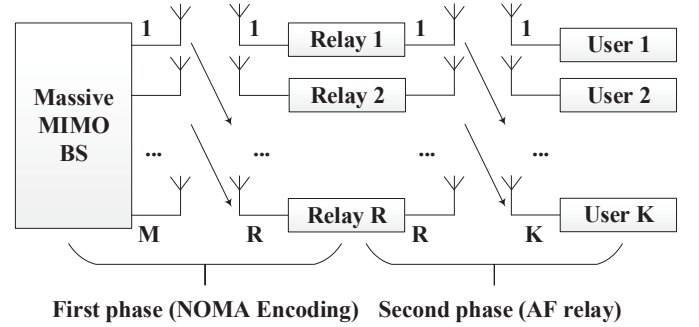 1 1 Relay 1 1 1 User 1
Massive MIMO BS
Relay 2 User 2
... ... ... ...
Relay R User K
M R R K
First phase (NOMA Encoding) Second phase (AF relay)